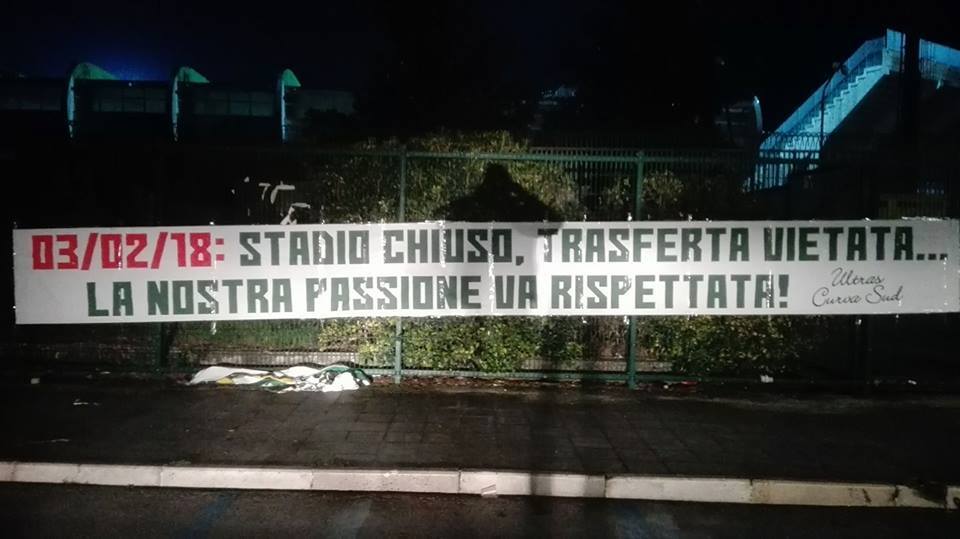 03/02/18: STADIO CHIUSO, TRASFERTA VIETATA...
LA NOSTRA PASSIONE VA RISPETTATA!
Ultras
Curva Sud